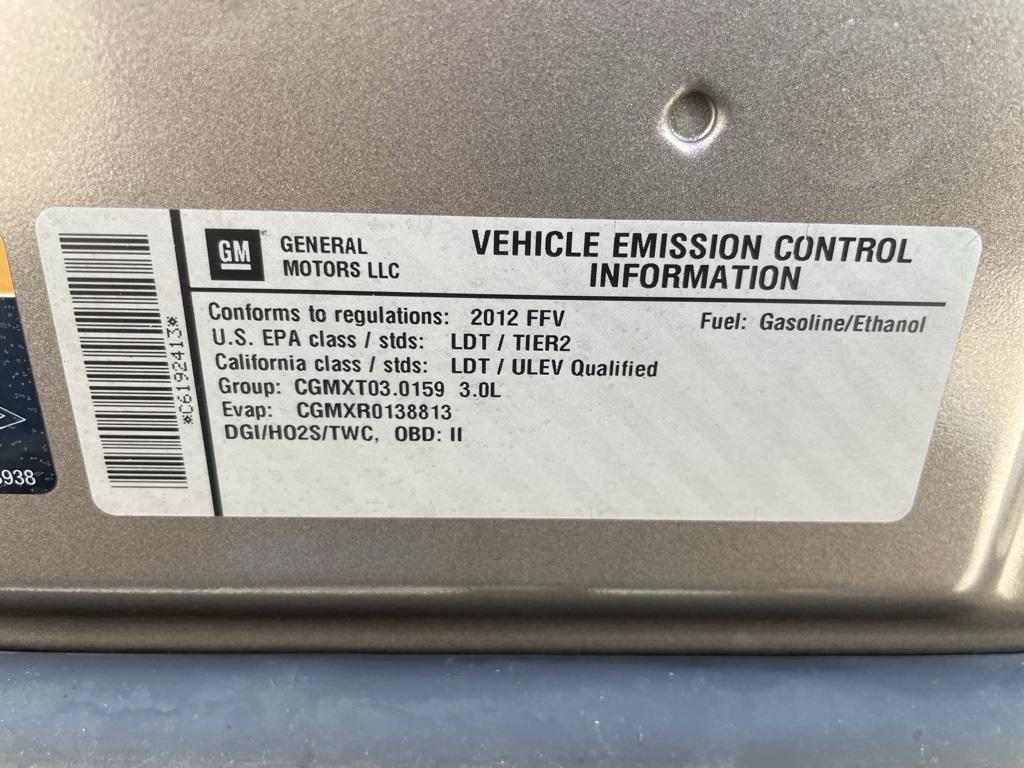 GM
GENERAL
MOTORS LLC
VEHICLE EMISSION CONTROL
INFORMATION
Conforms to regulations: 2012 FFV
Fuel: Gasoline/Ethanol
U.S. EPA class / stds: LDT / TIER2
California class / stds: LDT / ULEV Qualified
Group: CGMXT03.0159 3.0L
Evap: CGMXR0138813
DGI/HO2S/TWC, OBD: II
*C6192413*
938